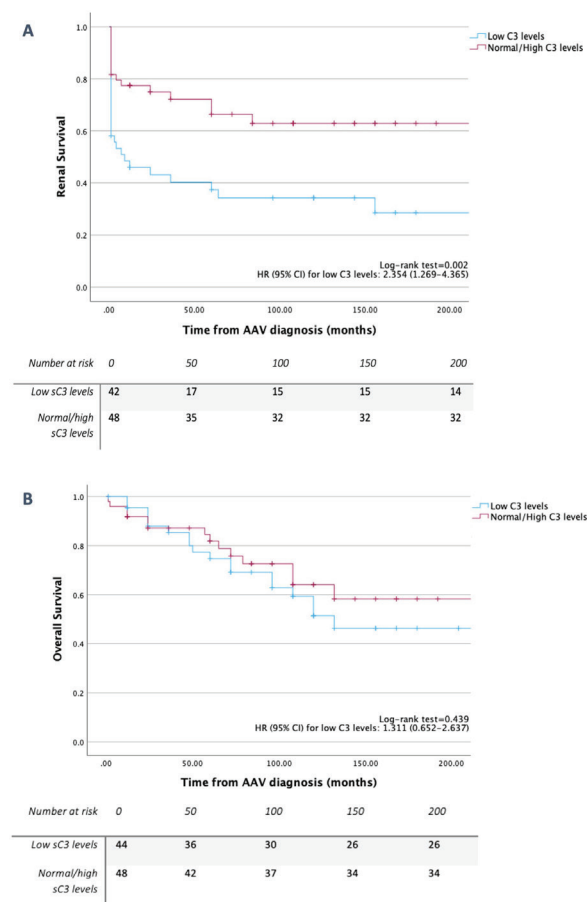 A
Low C3 levels
Normal/High C3 levels
1.0
0.8
0.6
0.4
0.2
0.0
Renal Survival
Log-rank test=0.002
HR (95% CI) for low C3 levels: 2.354 (1.269-4.365)
.00 50.00 100.00 150.00 200.00
Time from AAV diagnosis (months)
Number at risk 0 50 100 150 200
Low sC3 levels 42 17 15 15 14
Normal/high 48 35 32 32 32
sC3 levels
B
Low C3 levels
Normal/High C3 levels
1.0
0.8
0.6
0.4
0.2
0.0
Overall Survival
Log-rank test=0.439
HR (95% CI) for low C3 levels: 1.311 (0.652-2.637)
.00 50.00 100.00 150.00 200.00
Time from AAV diagnosis (months)
Number at risk 0 50 100 150 200
Low sC3 levels 44 36 30 26 26
Normal/high 48 42 37 34 34
sC3 levels